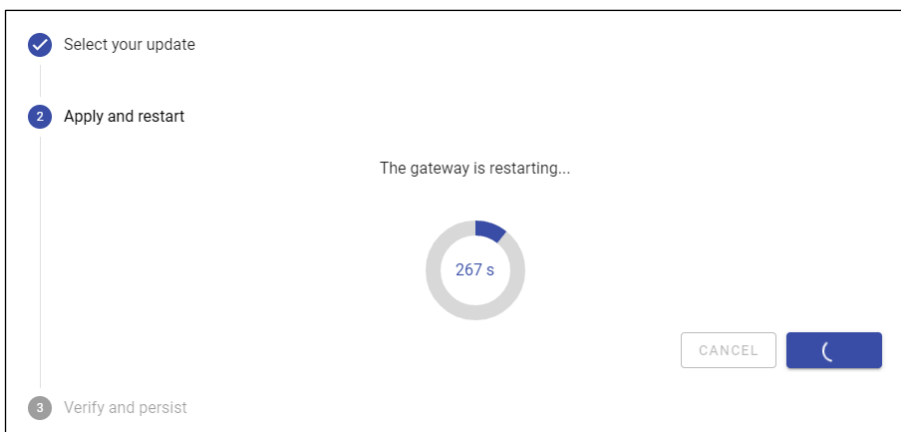 Select your update
2 Apply and restart
The gateway is restarting...
267 s
CANCEL
3 Verify and persist